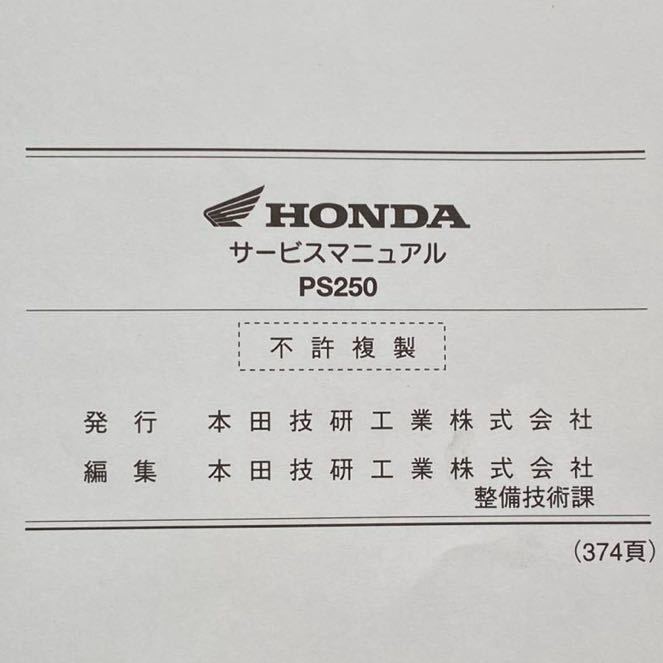 HONDA
サービスマニュアル
PS250
不許複製
発行 本田技研工業株式会社
編集 本田技研工業株式会社
整備技術課
(374頁)